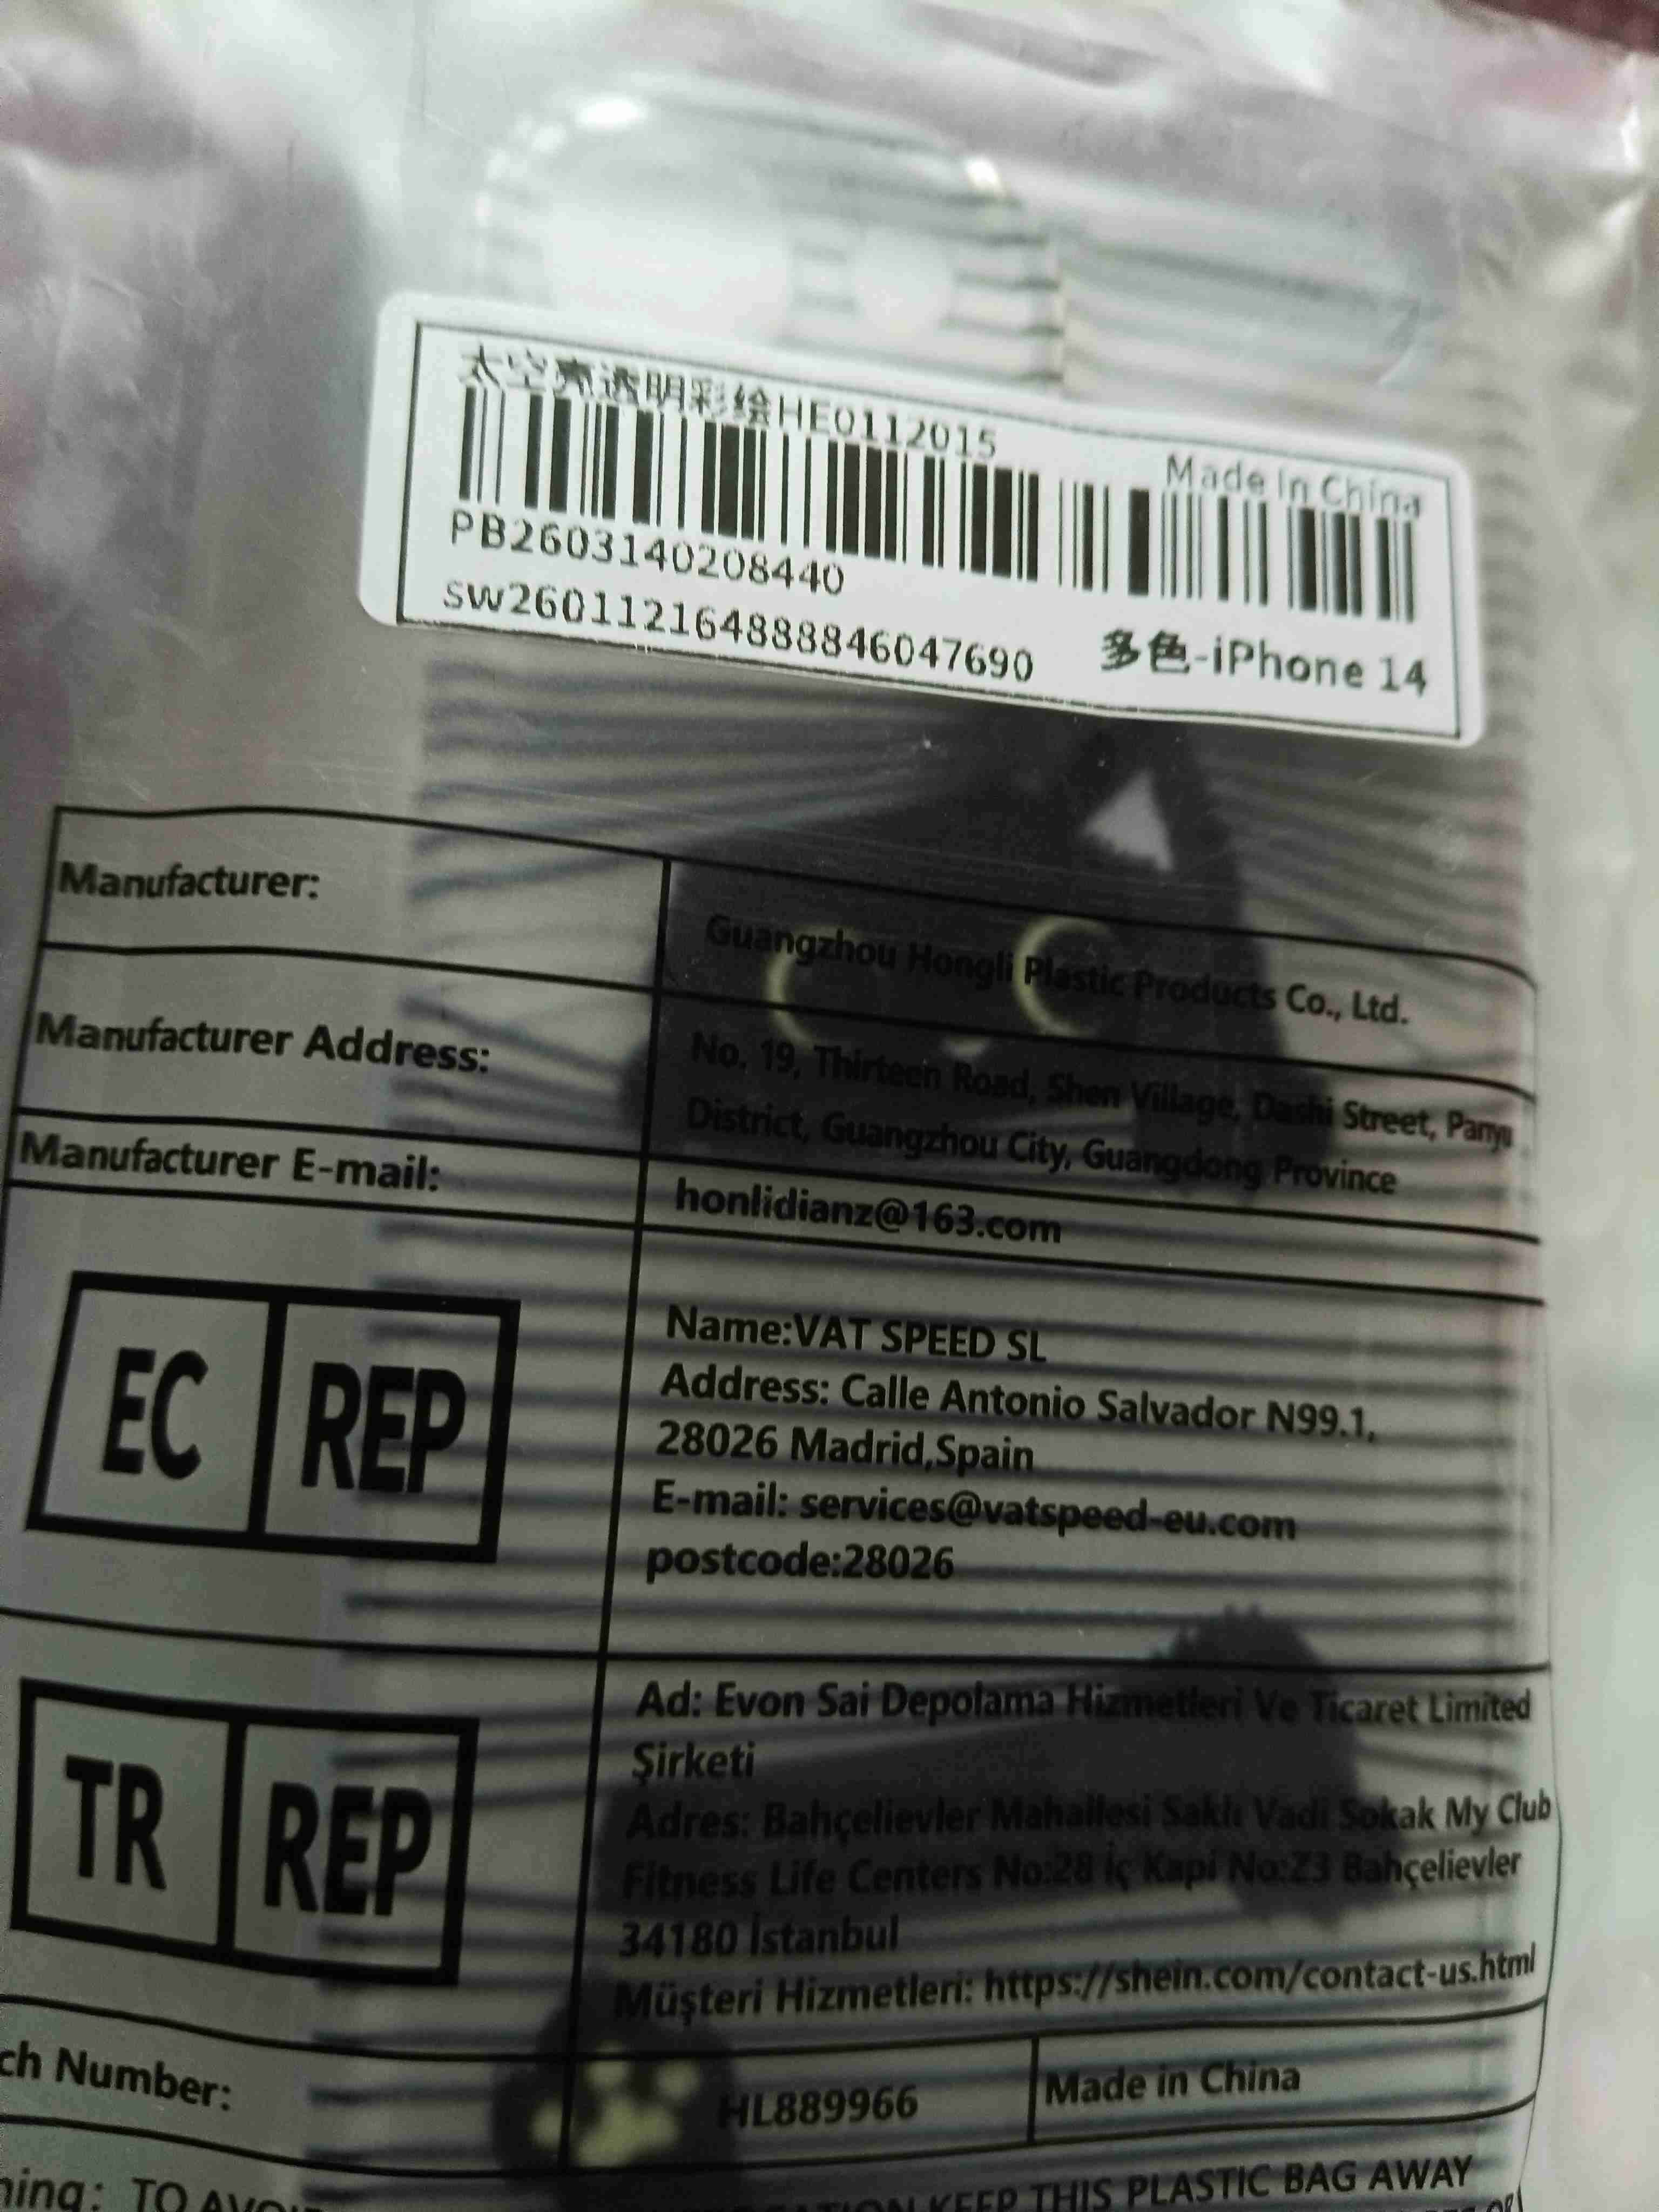 太空亮透明彩绘HE0112015
Made in China
PB2603140208440
sw2601121648888846047690 多色-iPhone 14
Manufacturer: Guangzhou Hongli Plastic Products Co., Ltd.
Manufacturer Address: No. 19, Thirteen Road, Shen Village, Dashi Street, Panyu
District, Guangzhou City, Guangdong Province
Manufacturer E-mail: honlidianz@163.com
EC REP
Name:VAT SPEED SL
Address: Calle Antonio Salvador N99.1,
28026 Madrid,Spain
E-mail: services@vatspeed-eu.com
postcode:28026
TR REP
Ad: Evon Sai Depolama Hizmetleri Ve Ticaret Limited
Şirketi
Adres: Bahçelievler Mahallesi Saklı Vadi Sokak My Club
Fitness Life Centers No:28 İç Kapi No:Z3 Bahçelievler
34180 İstanbul
Müşteri Hizmetleri: https://shein.com/contact-us.html
ch Number: HL889966 Made in China
ning: TO KEEP THIS PLASTIC BAG AWAY